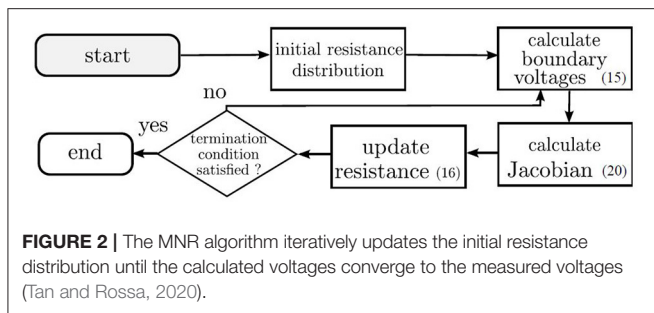 start
initial resistance
distribution
calculate
boundary
voltages (15)
calculate
Jacobian (20)
update
resistance (16)
no
termination
condition
satisfied ?
yes
end
FIGURE 2 | The MNR algorithm iteratively updates the initial resistance
distribution until the calculated voltages converge to the measured voltages
(Tan and Rossa, 2020).